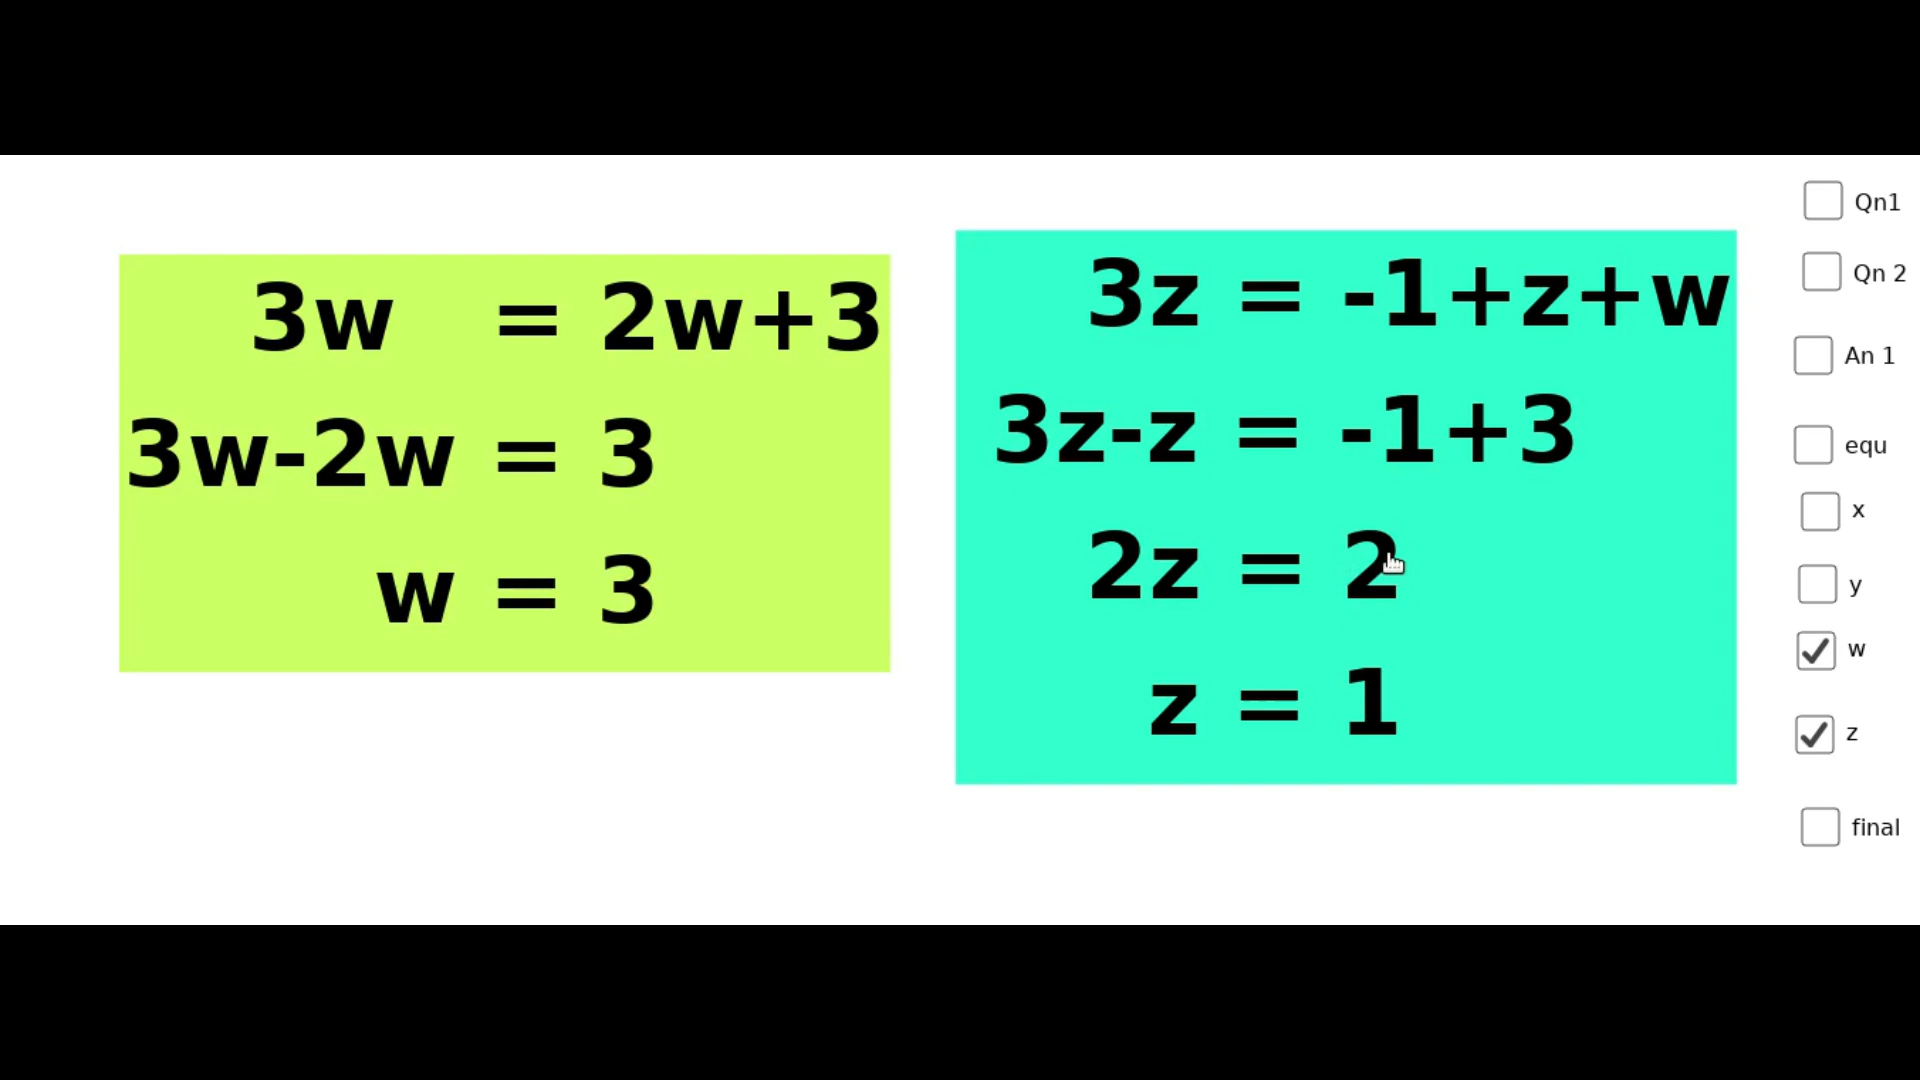 3w = 2w+3
3w-2w = 3
w = 3
3z = -1+z+w
3z-z = -1+3
2z = 2
z = 1
Qn1
Qn 2
An 1
equ
x
y
w
z
final